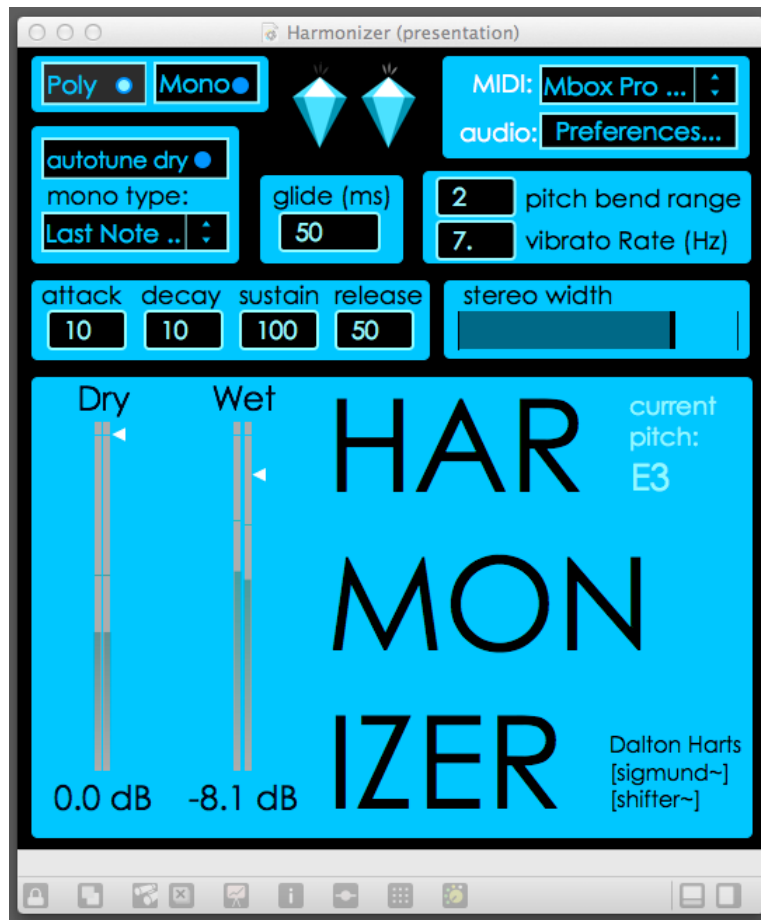 Harmonizer (presentation)
Poly
Mono
MIDI: Mbox Pro ...
audio: Preferences...
autotune dry
mono type:
Last Note ..
glide (ms)
50
2 pitch bend range
7. vibrato Rate (Hz)
attack decay sustain release
10 10 100 50
stereo width
Dry Wet
0.0 dB -8.1 dB
HAR
MON
IZER
current
pitch:
E3
Dalton Harts
[sigmund~]
[shifter~]
i